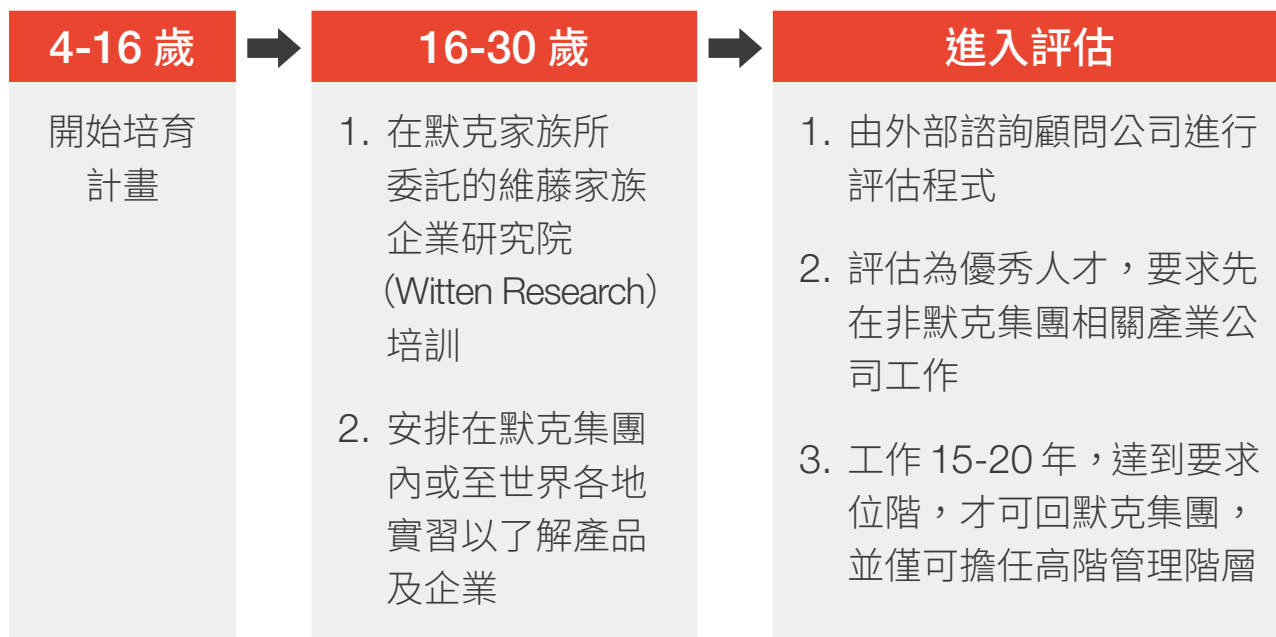 4-16 歲
開始培育
計畫
16-30 歲
1. 在默克家族所
委託的維藤家族
企業研究院
(Witten Research)
培訓
2. 安排在默克集團
內或至世界各地
實習以了解產品
及企業
進入評估
1. 由外部諮詢顧問公司進行
評估程式
2. 評估為優秀人才，要求先
在非默克集團相關產業公
司工作
3. 工作 15-20 年，達到要求
位階，才可回默克集團，
並僅可擔任高階管理階層